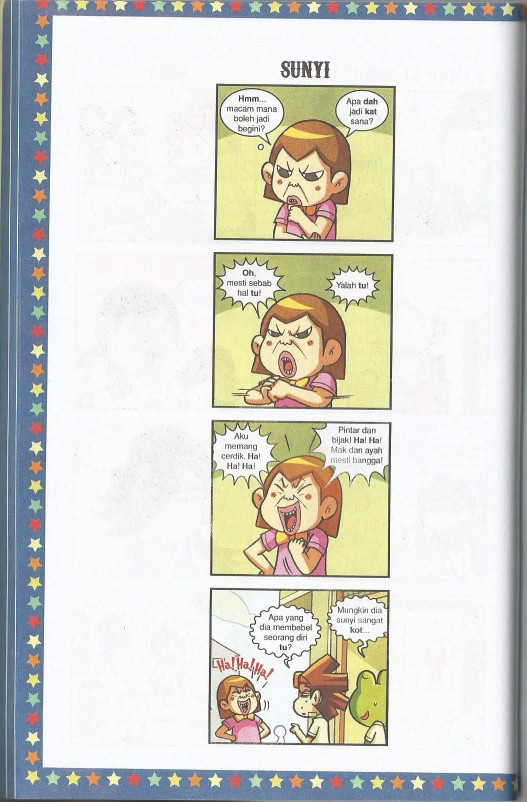 SUNYI
Hmm...
macam mana
boleh jadi
begini?
Apa dah
jadi kat
sana?
Oh,
mesti sebab
hal tu!
Yalah tu!
Aku
memang
cerdik. Ha!
Ha! Ha!
Pintar dan
bijak! Ha! Ha!
Mak dan ayah
mesti bangga!
Apa yang
dia membebel
seorang diri
tu?
Mungkin dia
sunyi sangat
kot...
Ha! Ha! Ha!